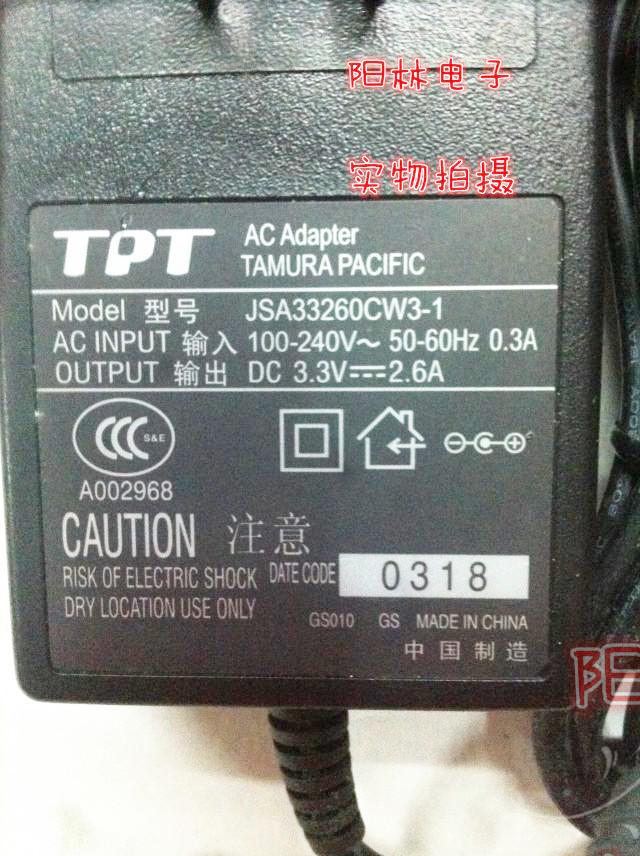 阳林电子
实物拍摄
TPT
AC Adapter
TAMURA PACIFIC
Model 型号 JSA33260CW3-1
AC INPUT 输入 100-240V~ 50-60Hz 0.3A
OUTPUT 输出 DC 3.3V⎓2.6A
CCC S&E
A002968
CAUTION 注意
RISK OF ELECTRIC SHOCK
DRY LOCATION USE ONLY
DATE CODE 0318
GS010 GS MADE IN CHINA
中国制造
阳